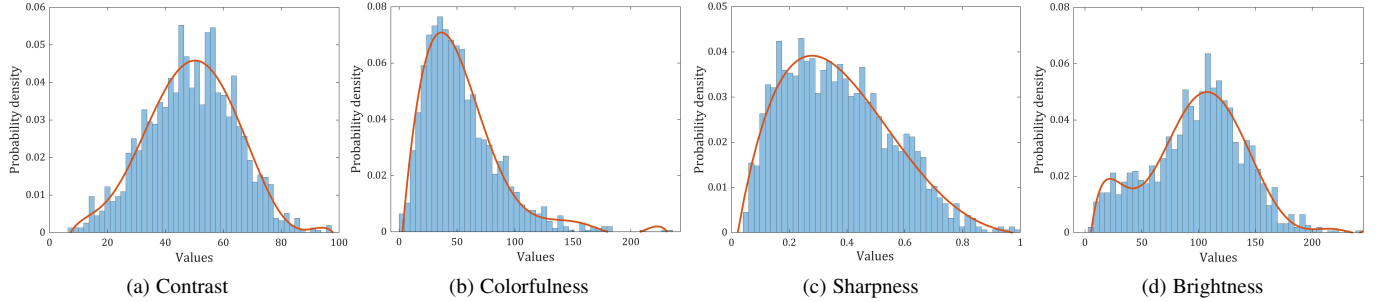 0.06
0.05
0.04
0.03
0.02
0.01
0
Probability density
0 20 40 60 80 100
Values
(a) Contrast
0.08
0.06
0.04
0.02
0
Probability density
0 50 100 150 200
Values
(b) Colorfulness
0.05
0.04
0.03
0.02
0.01
0
Probability density
0 0.2 0.4 0.6 0.8 1
Values
(c) Sharpness
0.08
0.06
0.04
0.02
0
Probability density
0 50 100 150 200
Values
(d) Brightness